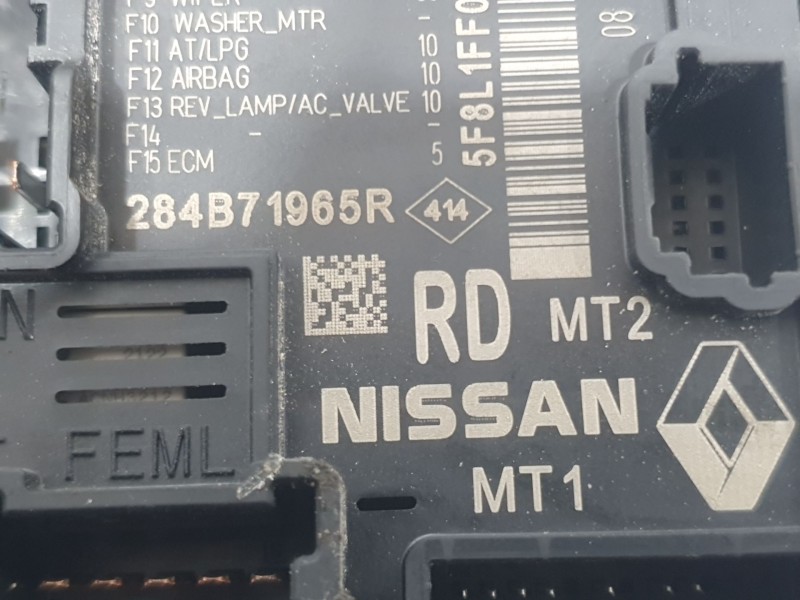 F10 WASHER_MTR -
F11 AT/LPG 10
F12 AIRBAG 10
F13 REV_LAMP/AC_VALVE 10
F14 - -
F15 ECM 5
5F8L1FF0
08
284B71965R 414
RD MT2
NISSAN
FEML
MT1